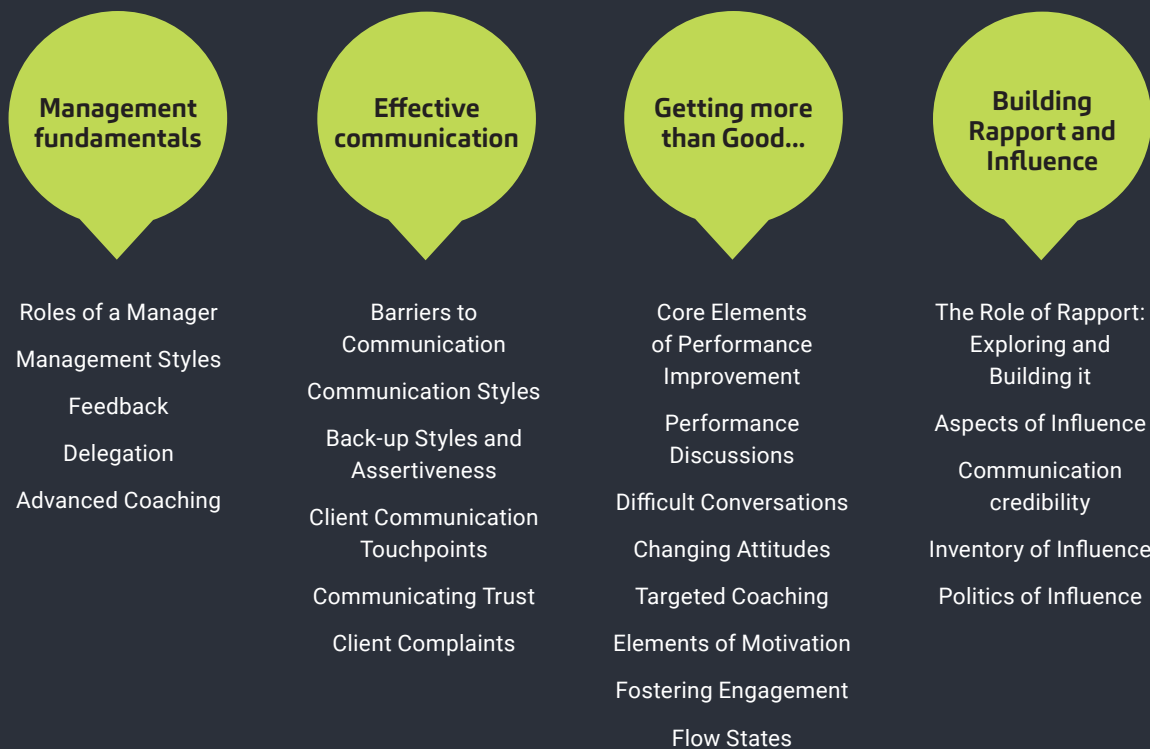 Management
fundamentals
Roles of a Manager
Management Styles
Feedback
Delegation
Advanced Coaching
Effective
communication
Barriers to
Communication
Communication Styles
Back-up Styles and
Assertiveness
Client Communication
Touchpoints
Communicating Trust
Client Complaints
Getting more
than Good...
Core Elements
of Performance
Improvement
Performance
Discussions
Difficult Conversations
Changing Attitudes
Targeted Coaching
Elements of Motivation
Fostering Engagement
Flow States
Building
Rapport and
Influence
The Role of Rapport:
Exploring and
Building it
Aspects of Influence
Communication
credibility
Inventory of Influence
Politics of Influence